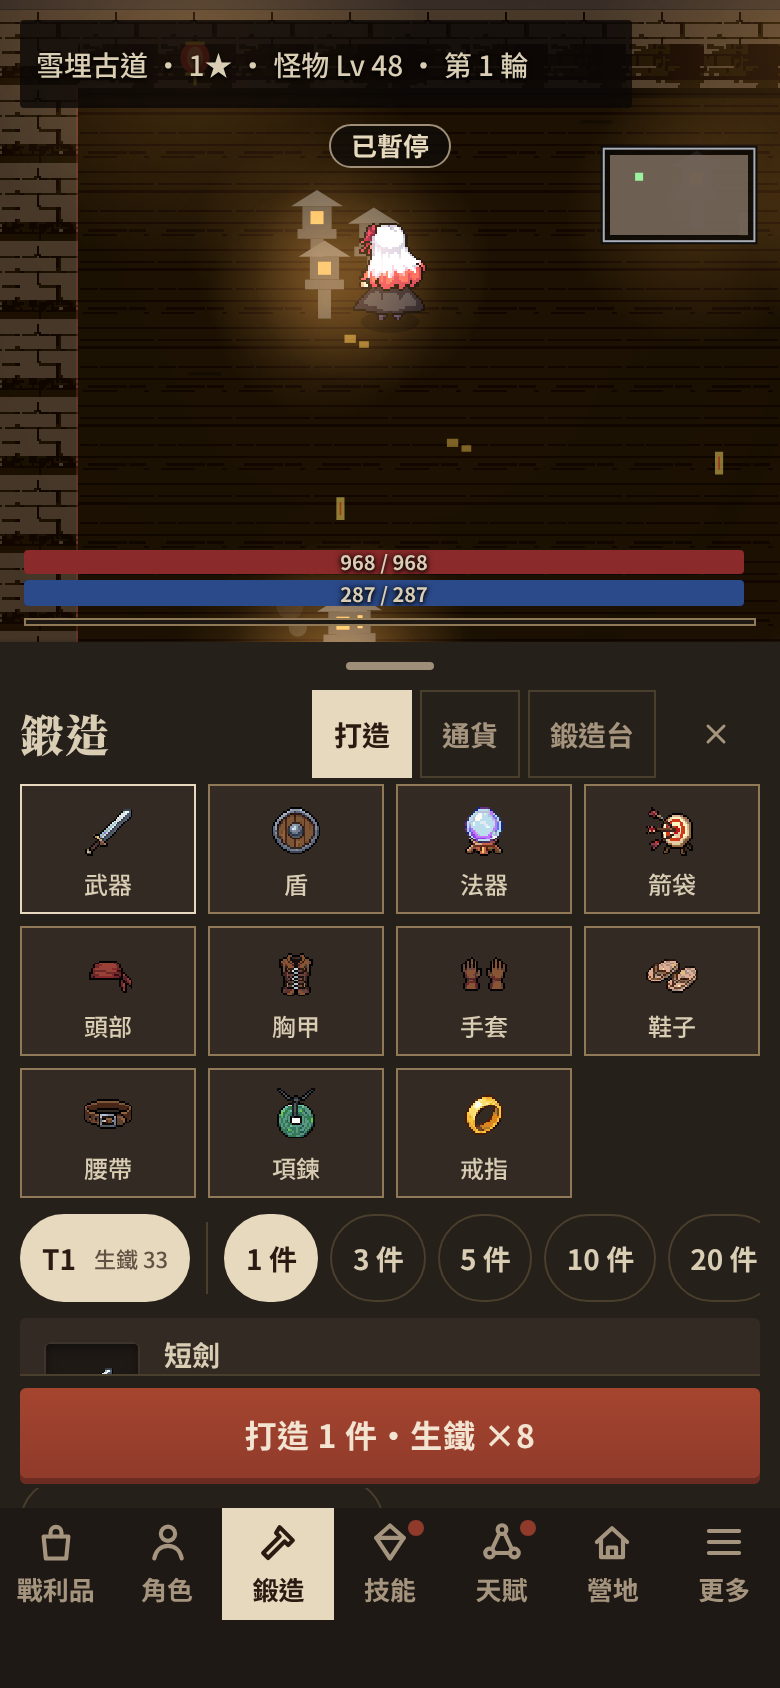 雪埋古道 · 1★ · 怪物 Lv 48 · 第 1 輪
已暫停
968 / 968
287 / 287
鍛造
打造
通貨
鍛造台
×
武器
盾
法器
箭袋
頭部
胸甲
手套
鞋子
腰帶
項鍊
戒指
T1 生鐵 33
1 件
3 件
5 件
10 件
20 件
短劍
打造 1 件・生鐵 ×8
戰利品
角色
鍛造
技能
天賦
營地
更多